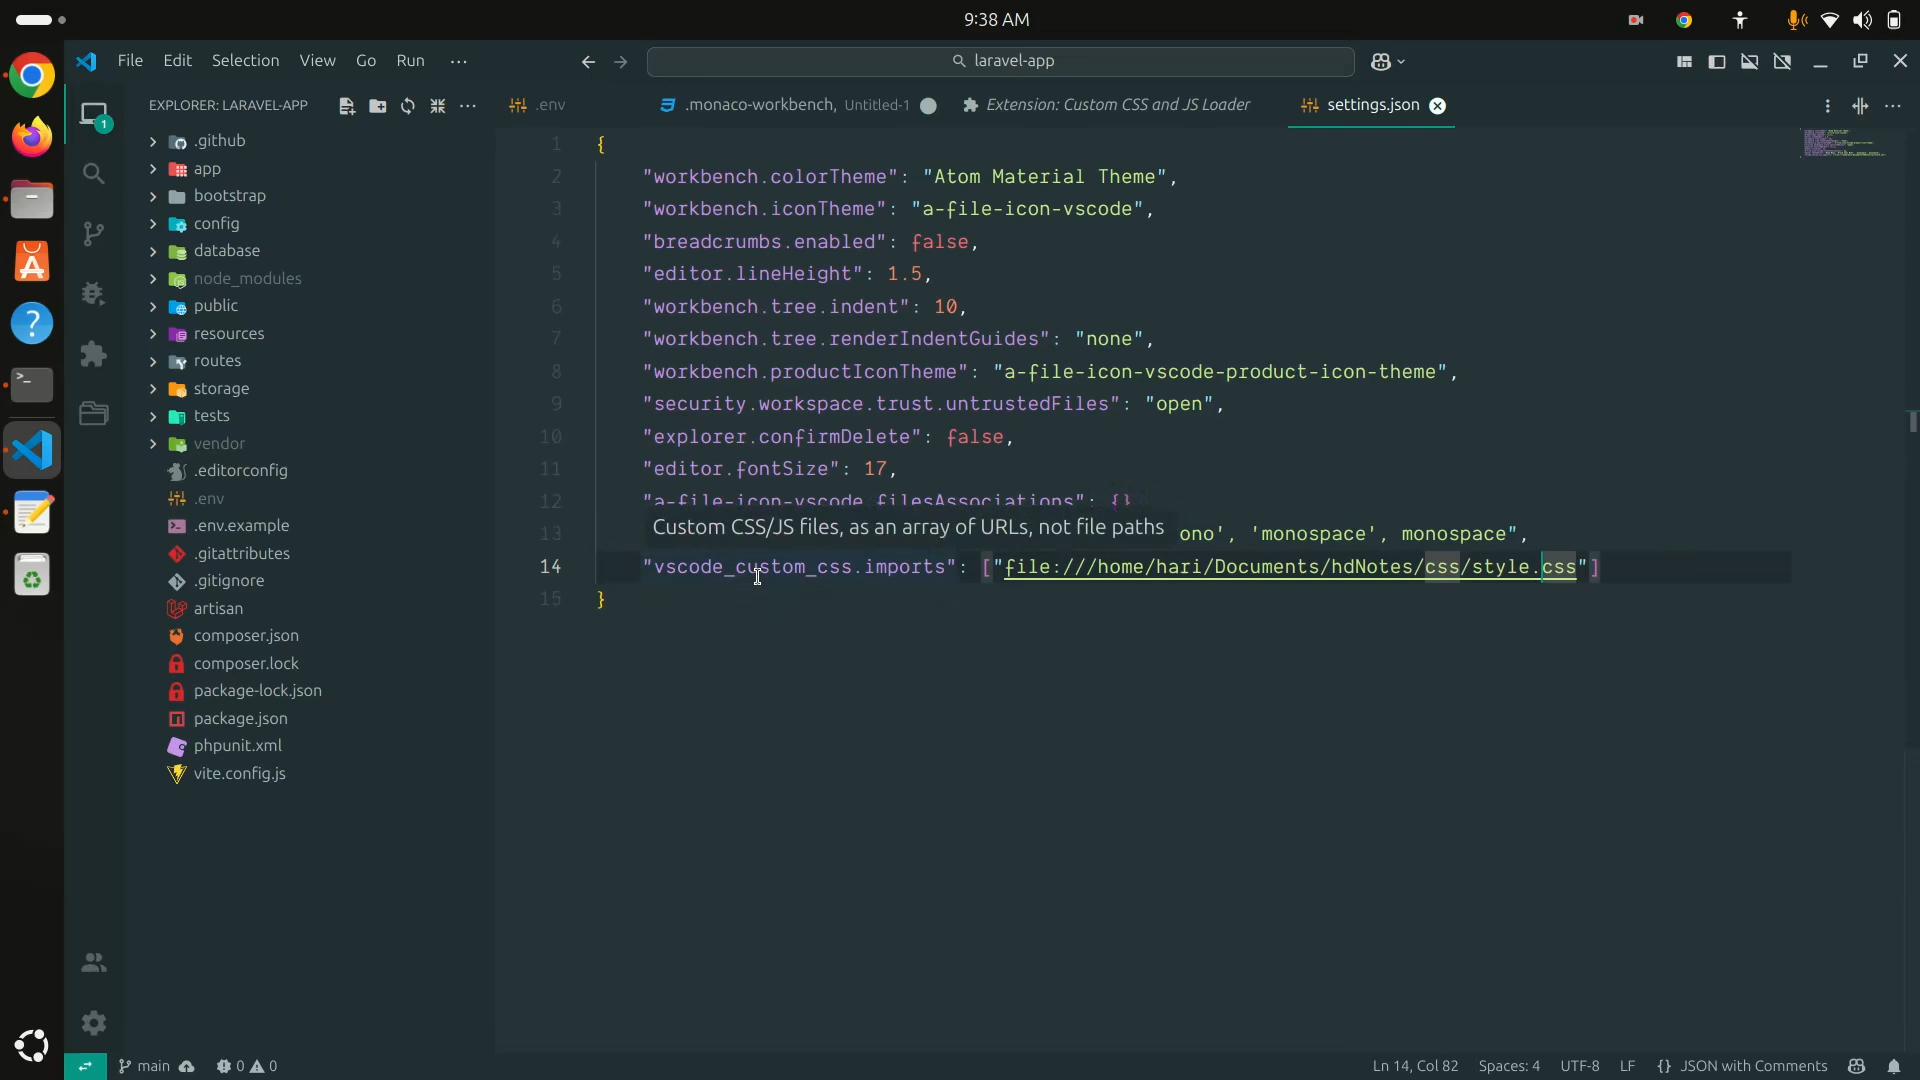 9:38 AM
File Edit Selection View Go Run ···
laravel-app
EXPLORER: LARAVEL-APP
.env
.monaco-workbench, Untitled-1
Extension: Custom CSS and JS Loader
settings.json
.github
app
bootstrap
config
database
node_modules
public
resources
routes
storage
tests
vendor
.editorconfig
.env
.env.example
.gitattributes
.gitignore
artisan
composer.json
composer.lock
package-lock.json
package.json
phpunit.xml
vite.config.js
1 {
2 "workbench.colorTheme": "Atom Material Theme",
3 "workbench.iconTheme": "a-file-icon-vscode",
4 "breadcrumbs.enabled": false,
5 "editor.lineHeight": 1.5,
6 "workbench.tree.indent": 10,
7 "workbench.tree.renderIndentGuides": "none",
8 "workbench.productIconTheme": "a-file-icon-vscode-product-icon-theme",
9 "security.workspace.trust.untrustedFiles": "open",
10 "explorer.confirmDelete": false,
11 "editor.fontSize": 17,
12 "a-file-icon-vscode.filesAssociations": {}
Custom CSS/JS files, as an array of URLs, not file paths
13 ono', 'monospace', monospace",
14 "vscode_custom_css.imports": ["file:///home/hari/Documents/hdNotes/css/style.css"]
15 }
1
main 0 0
Ln 14, Col 82 Spaces: 4 UTF-8 LF {} JSON with Comments